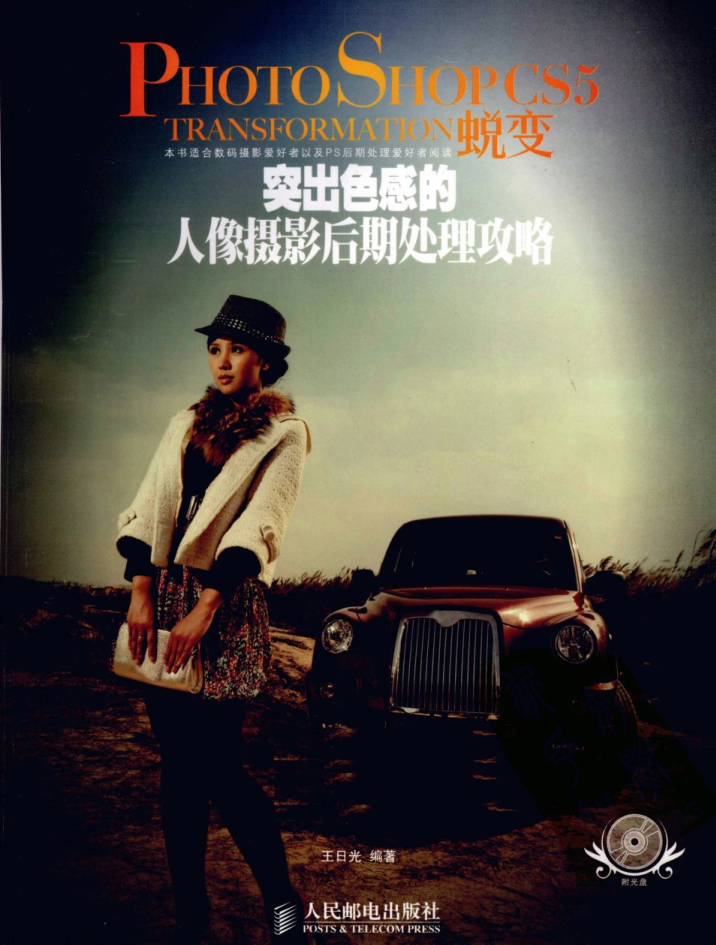 PHOTOSHOP CS5
TRANSFORMATION 蜕变
本书适合数码摄影爱好者以及PS后期处理爱好者阅读
突出色感的
人像摄影后期处理攻略
王日光 编著
附光盘
人民邮电出版社
POSTS & TELECOM PRESS